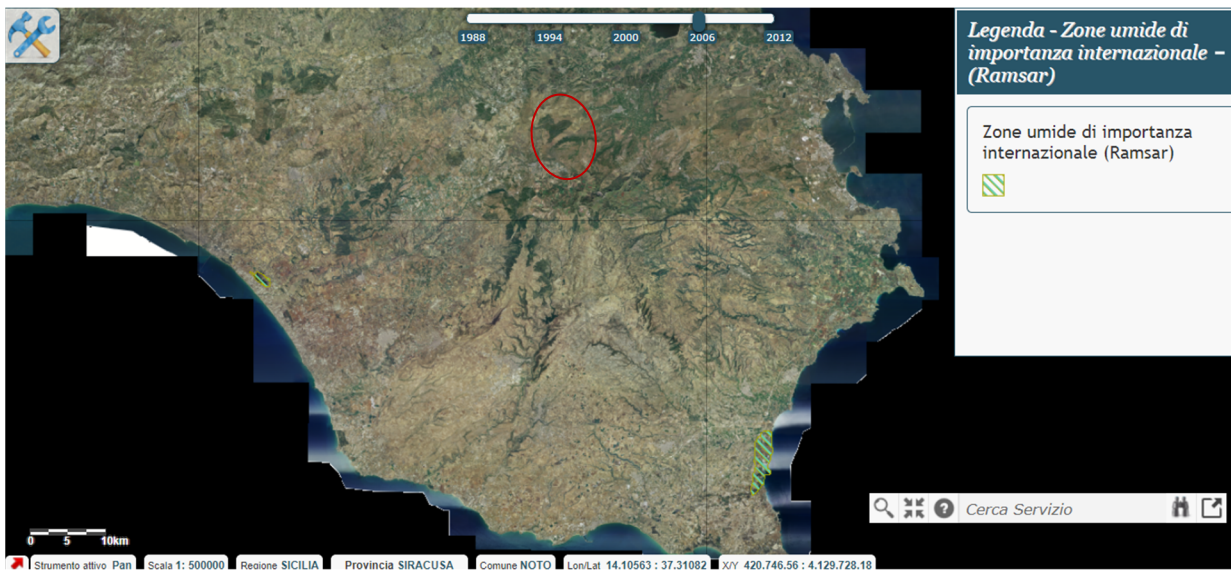 1988 1994 2000 2006 2012
Legenda - Zone umide di
importanza internazionale –
(Ramsar)
Zone umide di importanza
internazionale (Ramsar)
Cerca Servizio
0 5 10km
Strumento attivo Pan Scala 1: 500000 Regione SICILIA Provincia SIRACUSA Comune NOTO Lon/Lat 14.10563 : 37.31082 X/Y 420.746.56 : 4.129.728.18